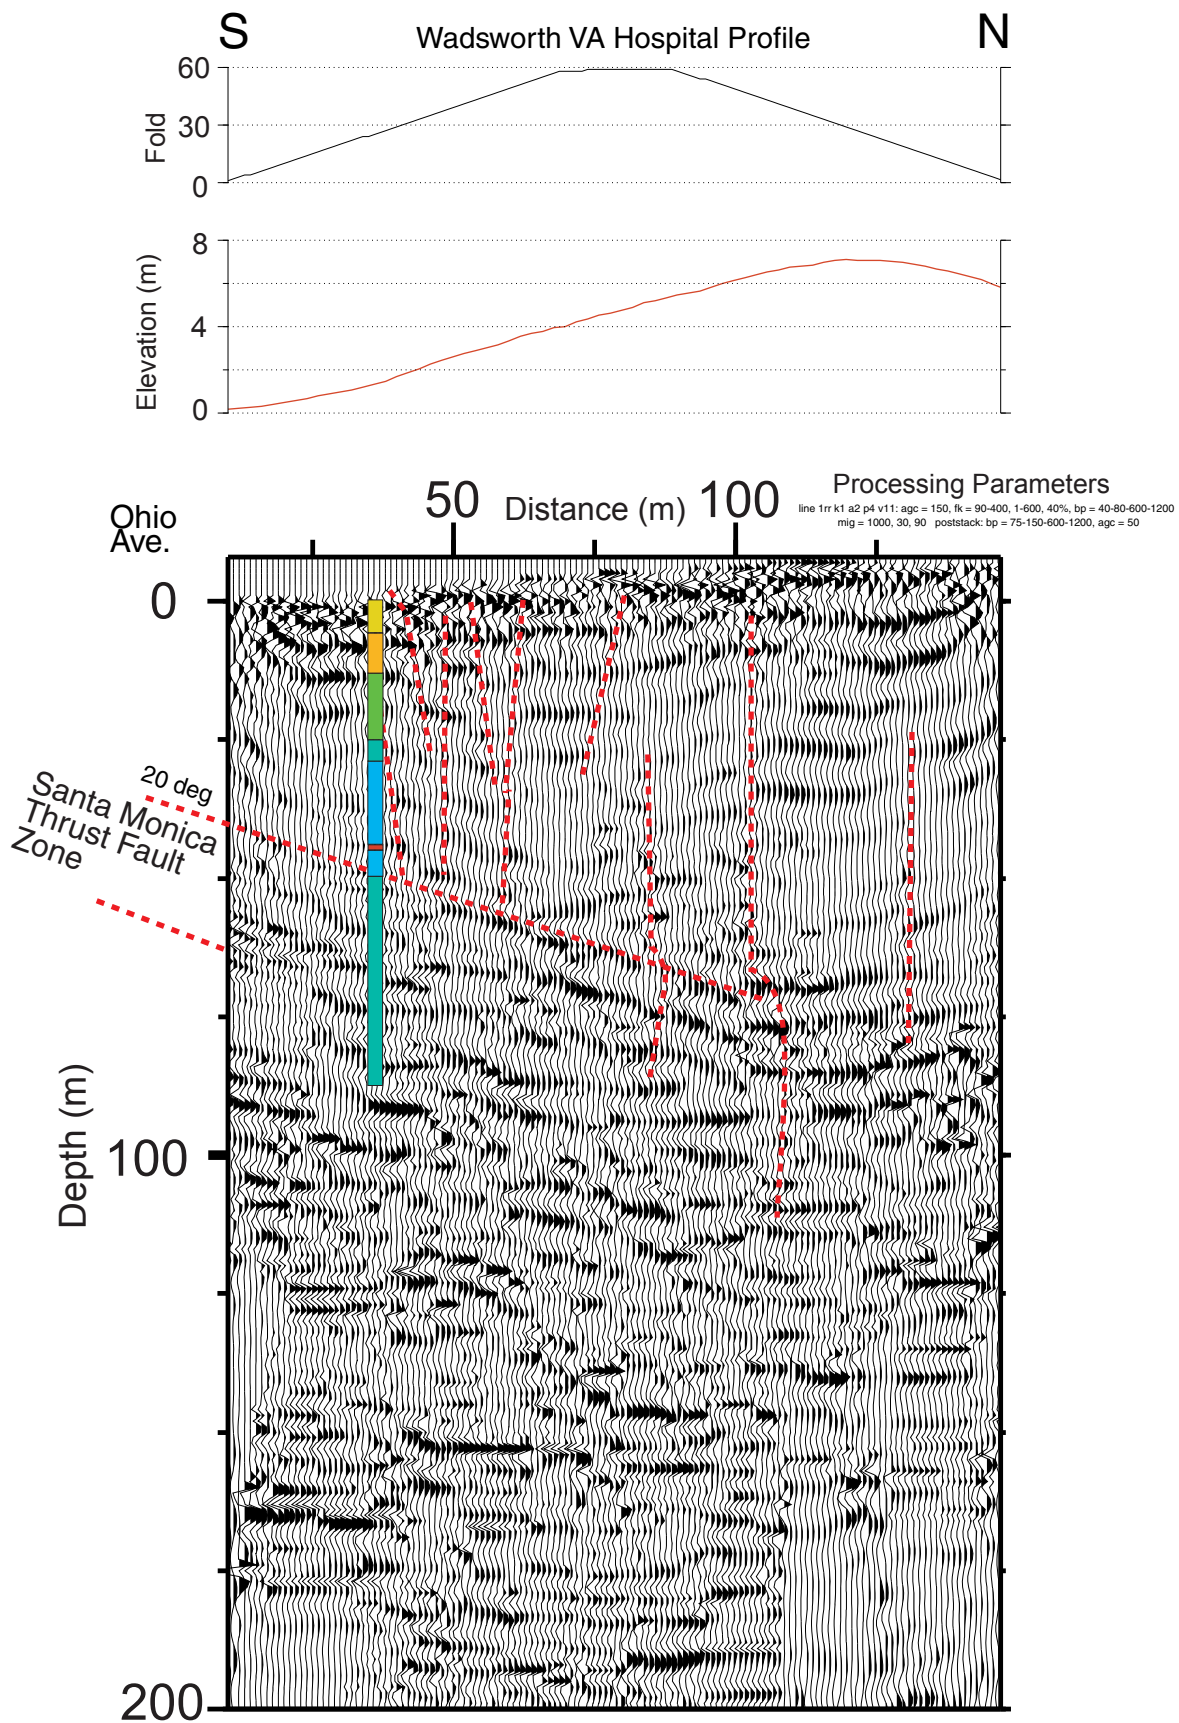 S
Wadsworth VA Hospital Profile
N
60
30
0
Fold
8
4
0
Elevation (m)
Ohio
Ave.
50
Distance (m)
100
Processing Parameters
line 1rr k1 a2 p4 v11: agc = 150, fk = 90-400, 1-600, 40%, bp = 40-80-600-1200
mig = 1000, 30, 90 poststack: bp = 75-150-600-1200, agc = 50
0
20 deg
Santa Monica
Thrust Fault
Zone
Depth (m)
100
200